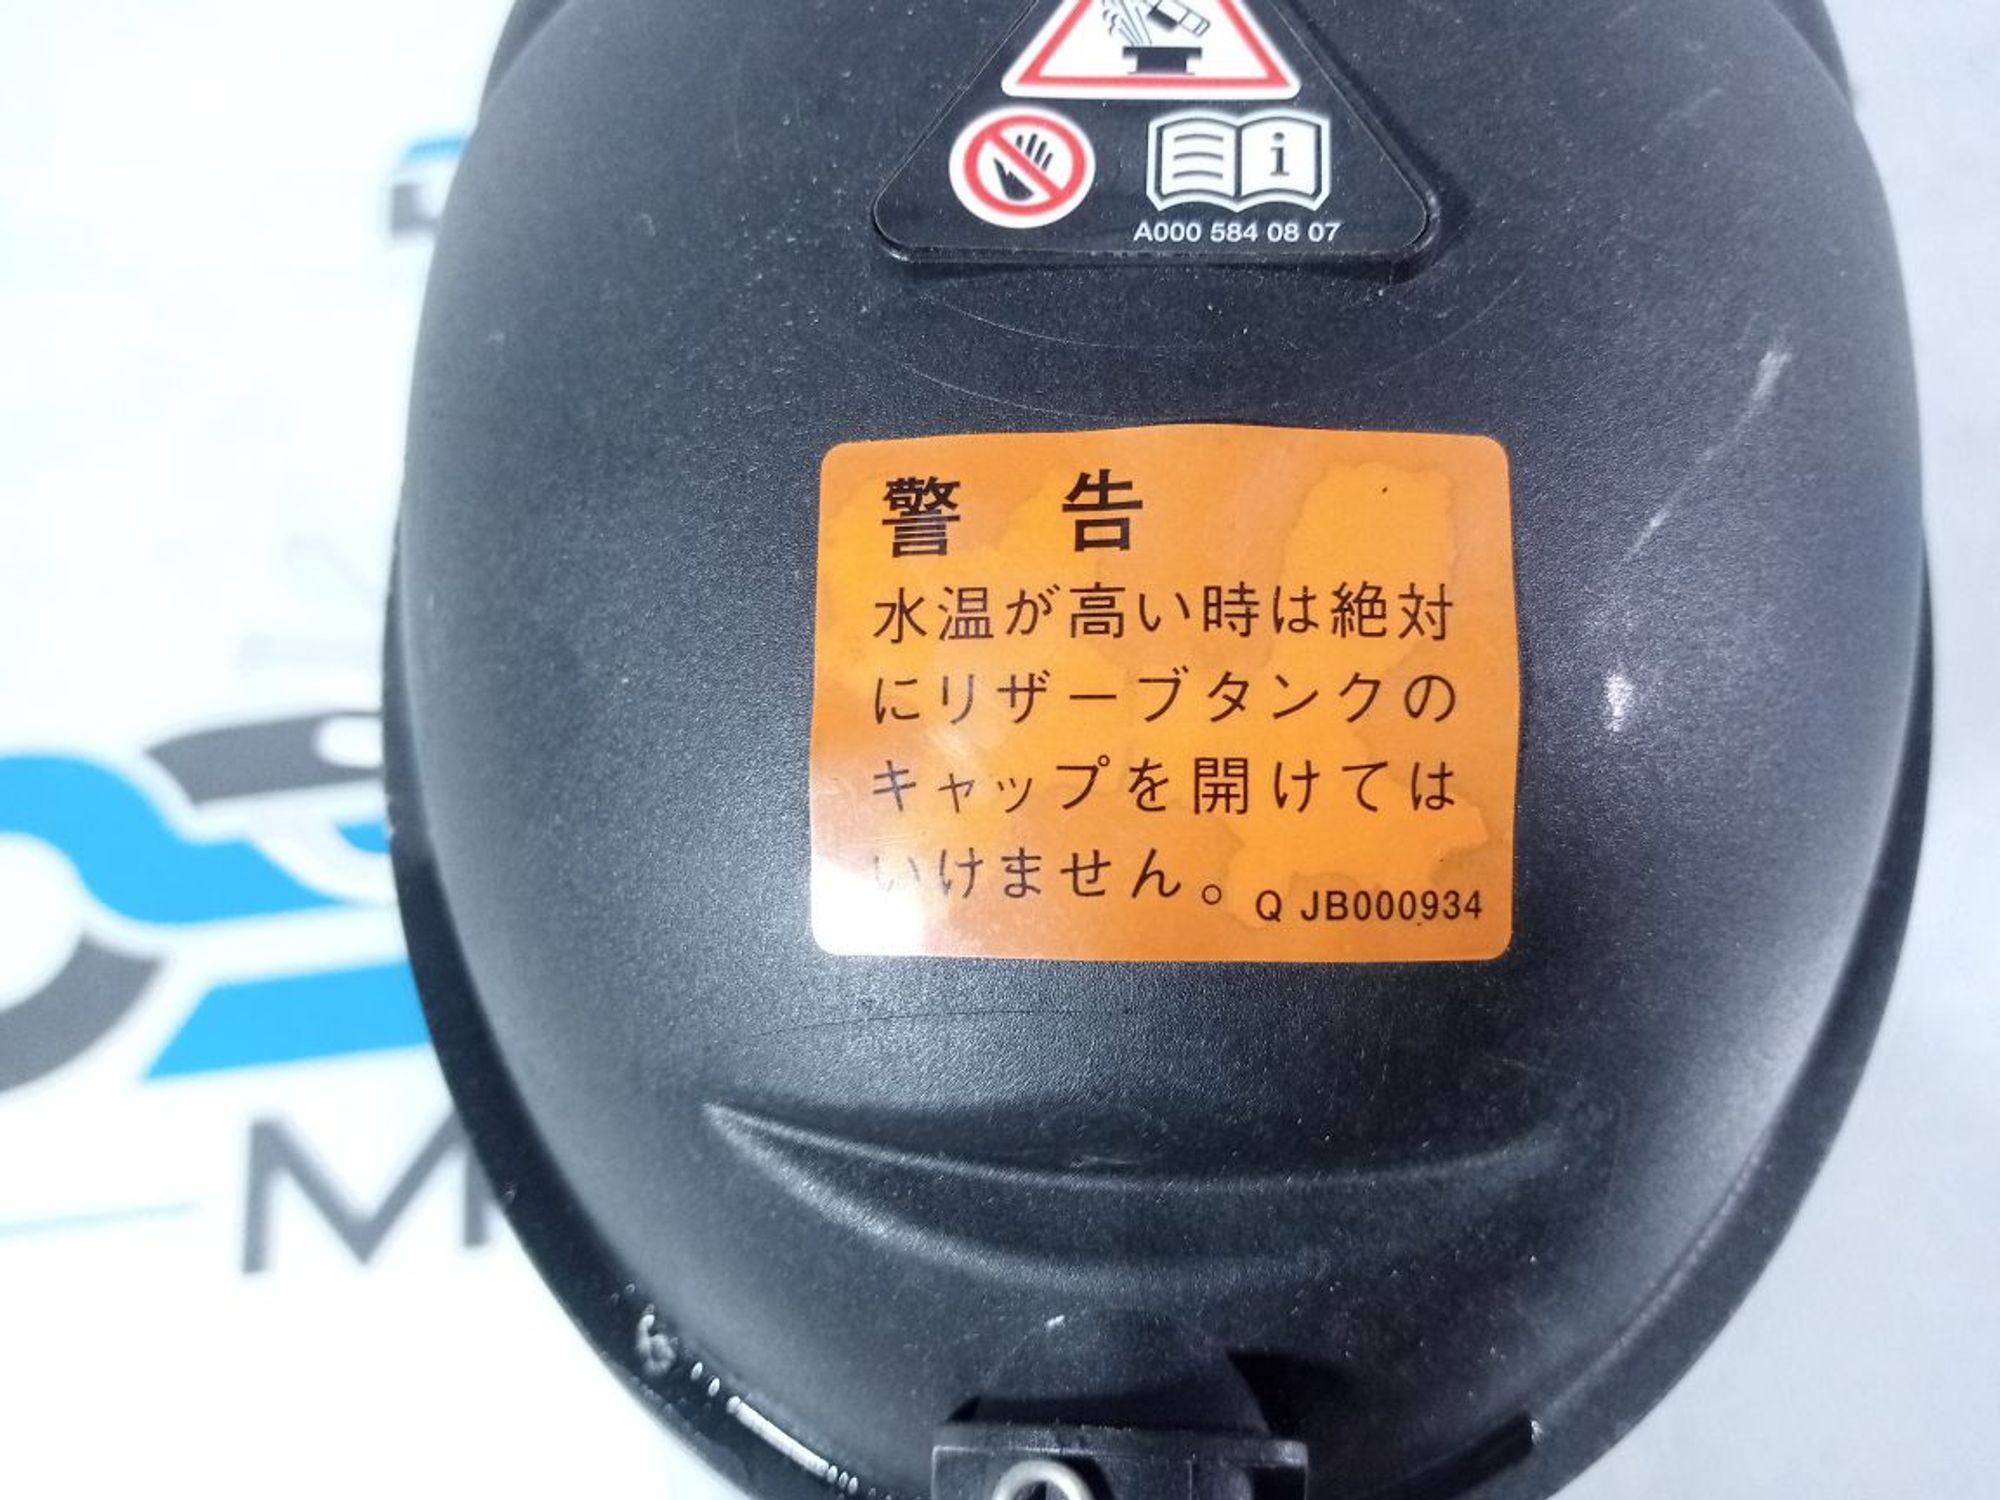 A000 584 08 07
警 告
水温が高い時は絶対
にリザーブタンクの
キャップを開けては
いけません。
Q JB000934
M